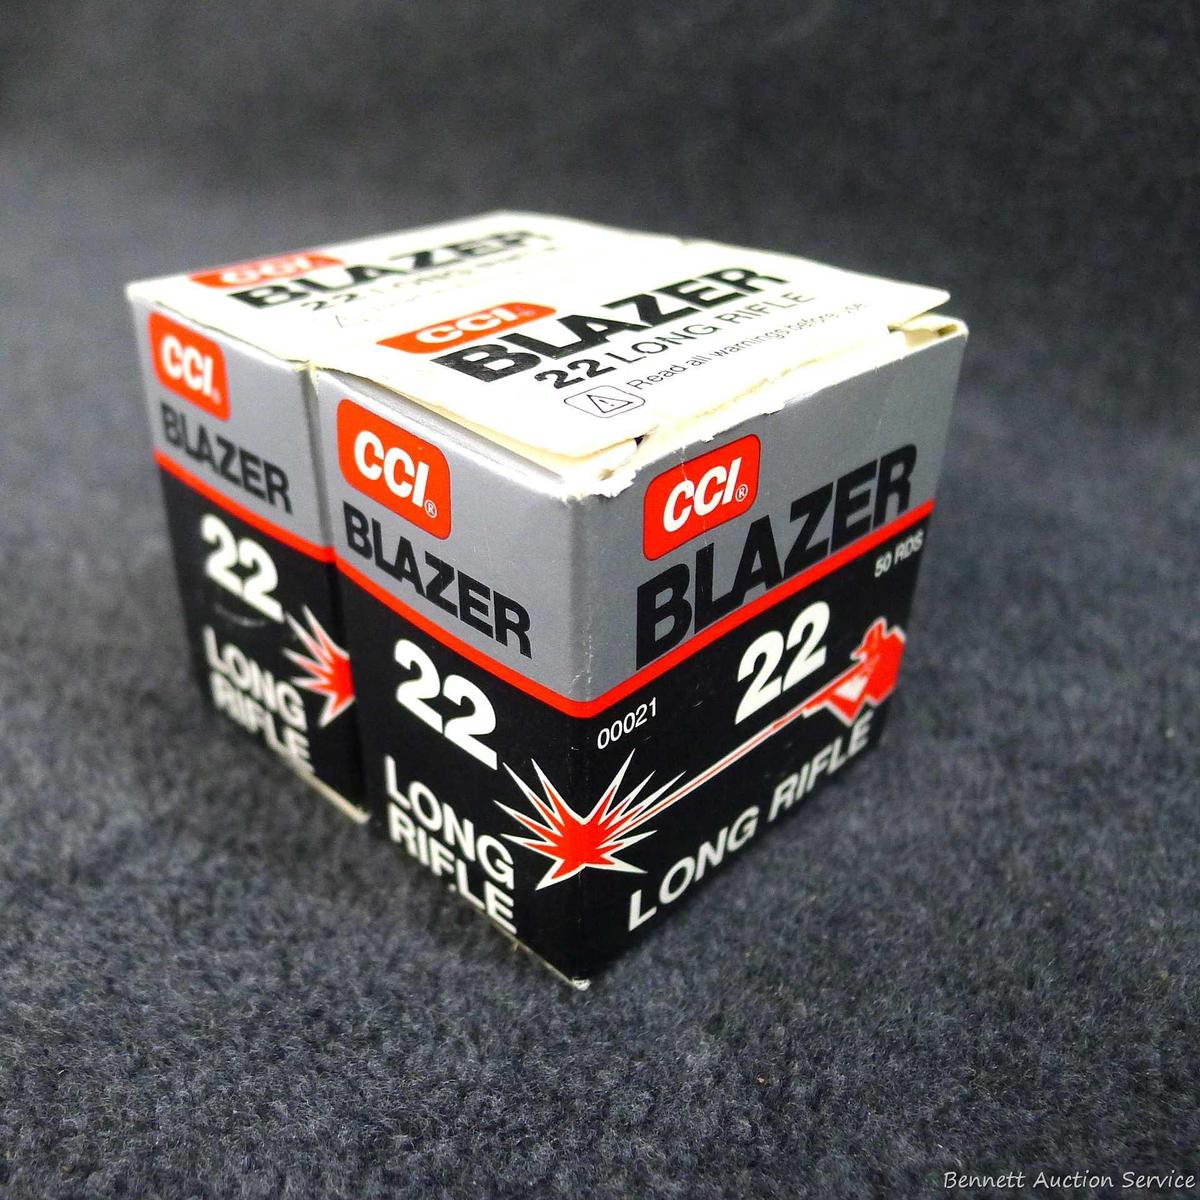 CCI
BLAZER
22 LONG
CCI
BLAZER
22 LONG RIFLE
Read all warnings before use
CCI
BLAZER
22
LONG
RIFLE
CCI®
BLAZER
22
LONG
RIFLE
CCI®
BLAZER
50 RDS
22
00021
LONG RIFLE
Bennett Auction Service